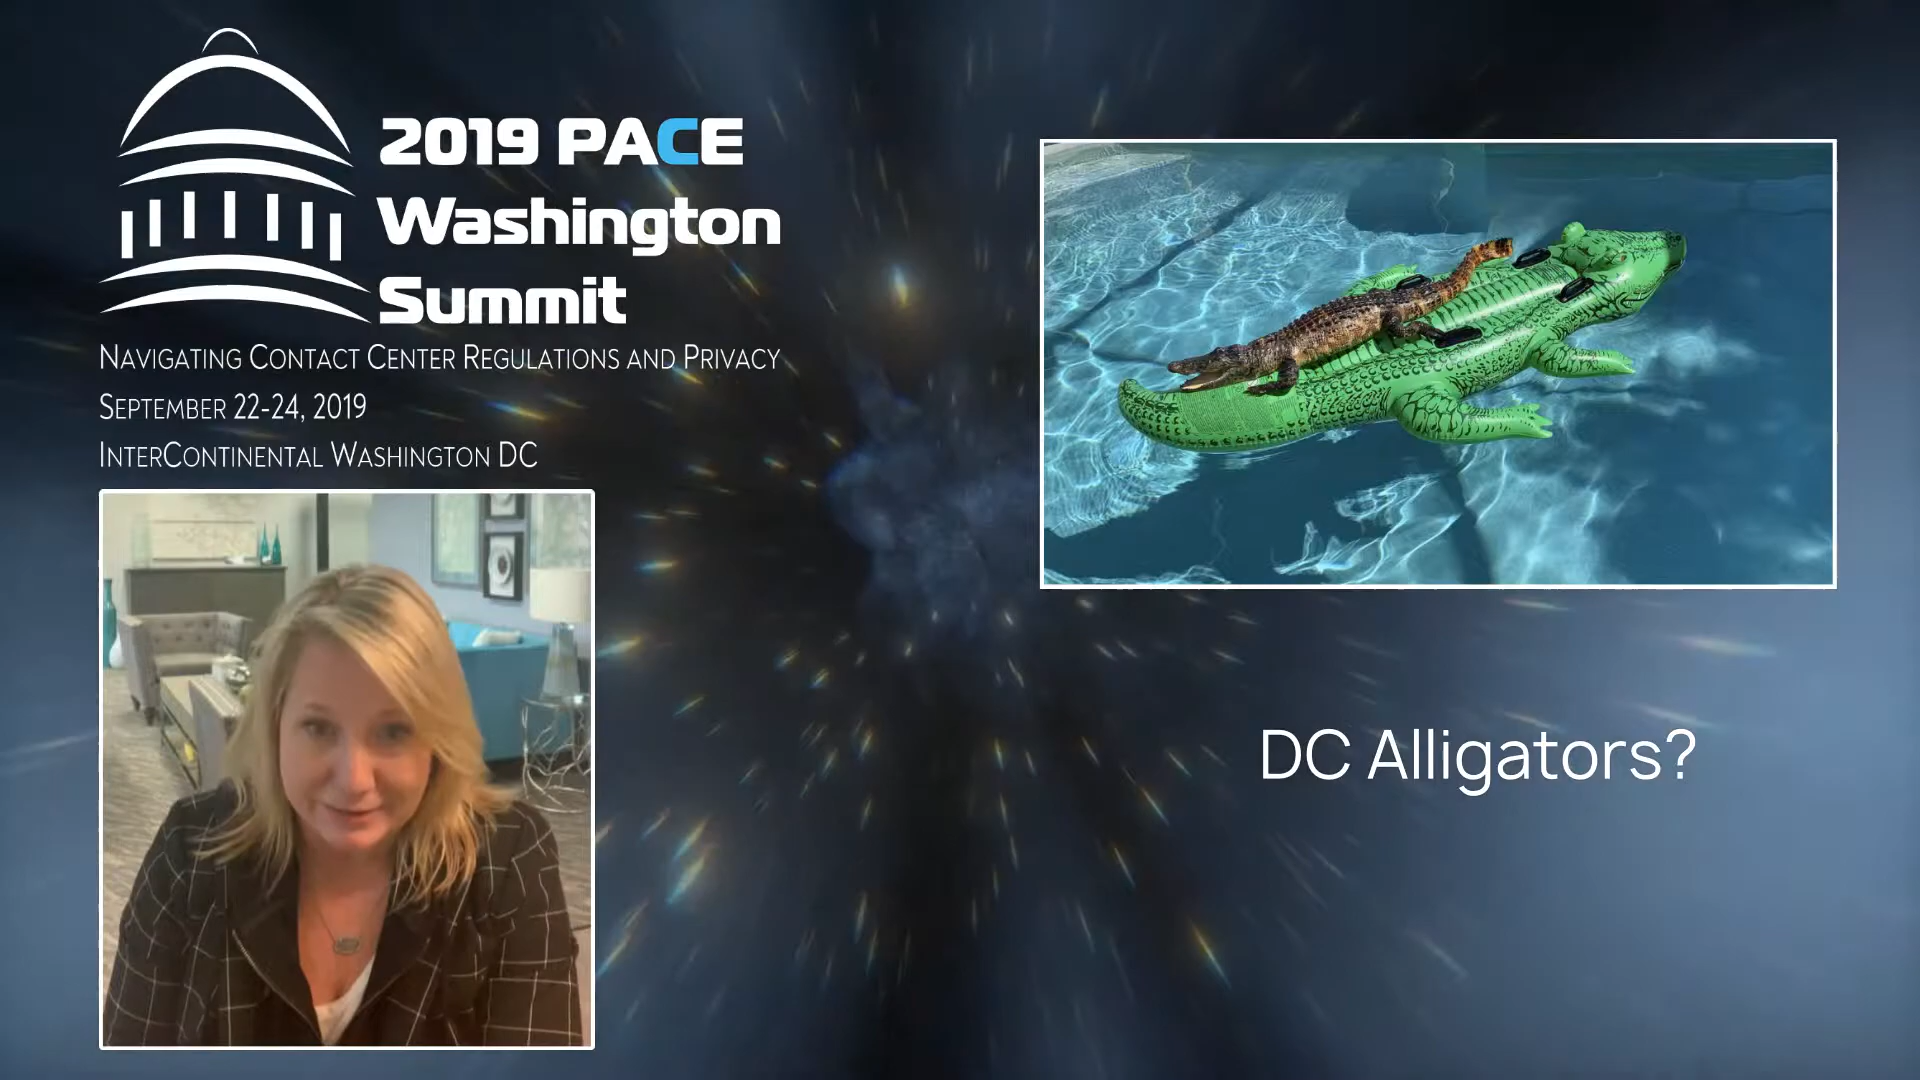 2019 PACE
Washington
Summit
Navigating Contact Center Regulations and Privacy
September 22-24, 2019
InterContinental Washington DC
DC Alligators?